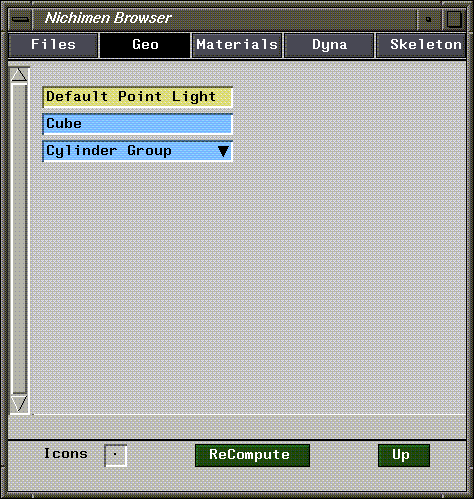 Nichimen Browser
Files Geo Materials Dyna Skeleton
Default Point Light
Cube
Cylinder Group
Icons ReCompute Up